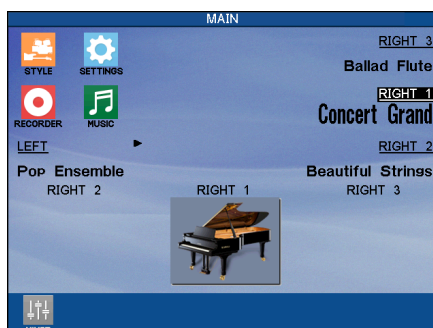 MAIN
RIGHT 3
STYLE
SETTINGS
Ballad Flute
RIGHT 1
RECORDER
MUSIC
Concert Grand
LEFT
RIGHT 2
Pop Ensemble
Beautiful Strings
RIGHT 2
RIGHT 1
RIGHT 3